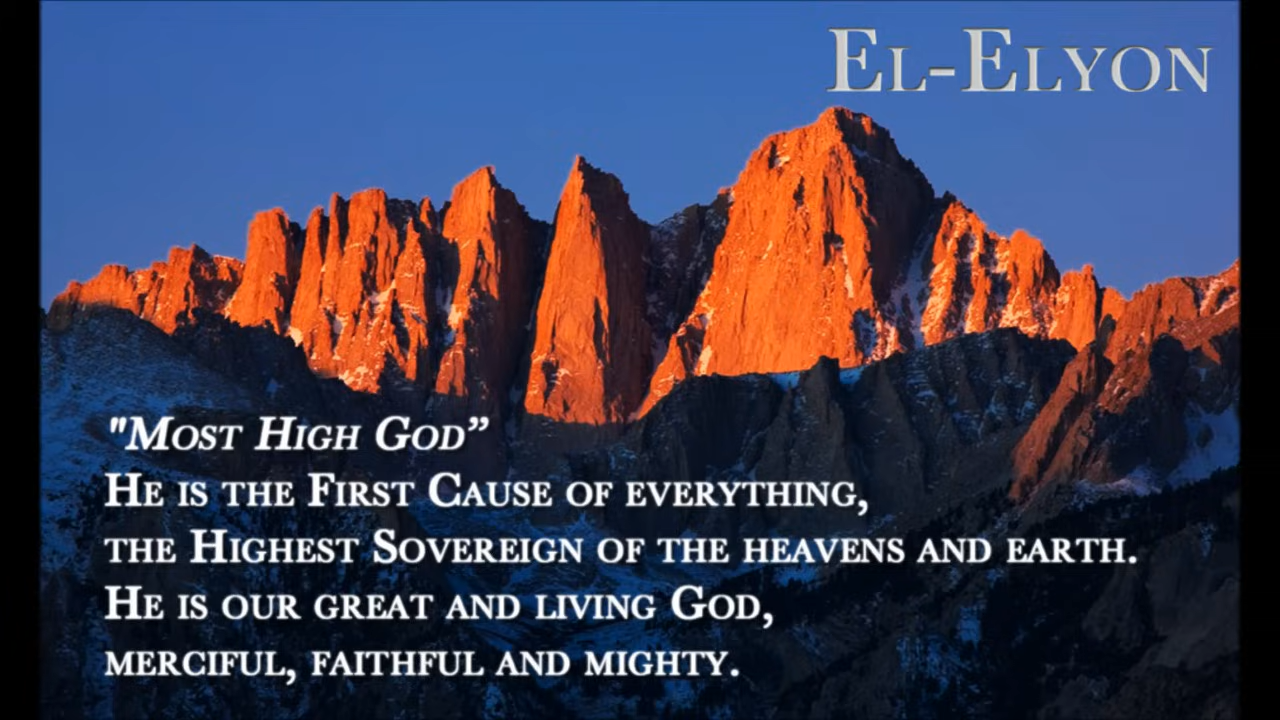 El-Elyon
"Most High God”
He is the First Cause of everything,
the Highest Sovereign of the heavens and earth.
He is our great and living God,
merciful, faithful and mighty.